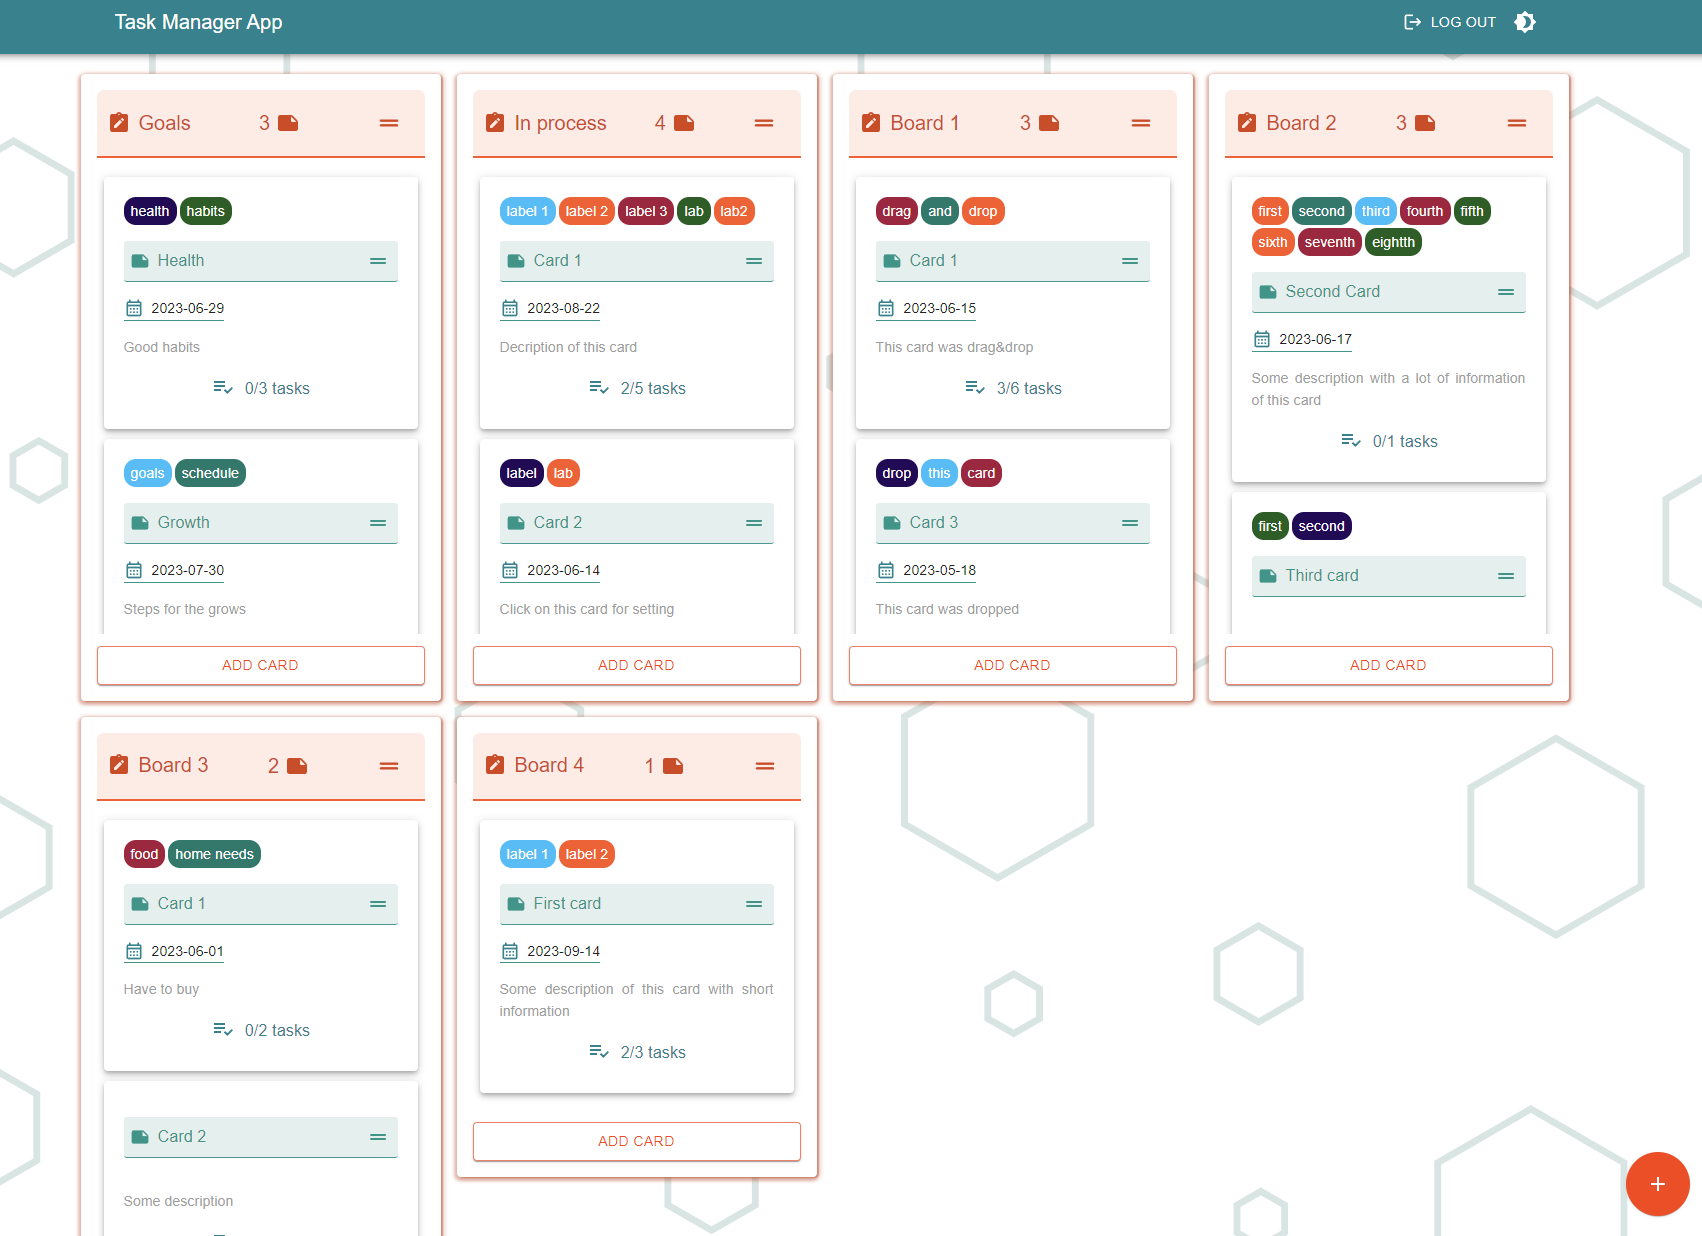 Task Manager App
LOG OUT
Goals 3
health habits
Health
2023-06-29
Good habits
0/3 tasks
goals schedule
Growth
2023-07-30
Steps for the grows
ADD CARD
In process 4
label 1 label 2 label 3 lab lab2
Card 1
2023-08-22
Decription of this card
2/5 tasks
label lab
Card 2
2023-06-14
Click on this card for setting
ADD CARD
Board 1 3
drag and drop
Card 1
2023-06-15
This card was drag&drop
3/6 tasks
drop this card
Card 3
2023-05-18
This card was dropped
ADD CARD
Board 2 3
first second third fourth fifth
sixth seventh eightth
Second Card
2023-06-17
Some description with a lot of information
of this card
0/1 tasks
first second
Third card
ADD CARD
Board 3 2
food home needs
Card 1
2023-06-01
Have to buy
0/2 tasks
Card 2
Some description
Board 4 1
label 1 label 2
First card
2023-09-14
Some description of this card with short
information
2/3 tasks
ADD CARD